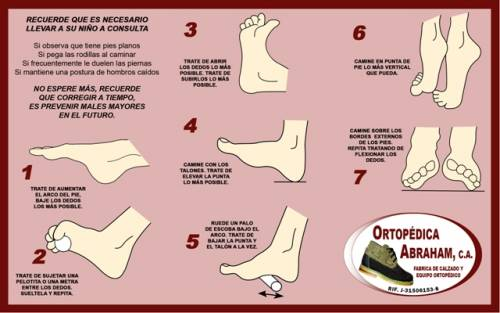 RECUERDE QUE ES NECESARIO
LLEVAR A SU NIÑO A CONSULTA
Si observa que tiene pies planos
Si pega las rodillas al caminar
Si frecuentemente le duelen las piernas
Si mantiene una postura de hombros caídos
NO ESPERE MÁS, RECUERDE
QUE CORREGIR A TIEMPO,
ES PREVENIR MALES MAYORES
EN EL FUTURO.
1
TRATE DE AUMENTAR
EL ARCO DEL PIE,
BAJE LOS DEDOS
LOS MÁS POSIBLE.
2
TRATE DE SUJETAR UNA
PELOTITA O UNA METRA
ENTRE LOS DEDOS.
SUELTELA Y REPITA.
3
TRATE DE ABRIR
LOS DEDOS LO MÁS
POSIBLE. TRATE DE
SUBIRLOS LO MÁS
POSIBLE.
4
CAMINE CON LOS
TALONES. TRATE DE
ELEVAR LA PUNTA
LO MÁS POSIBLE.
5
RUEDE UN PALO
DE ESCOBA BAJO EL
ARCO. TRATE DE
BAJAR LA PUNTA Y
EL TALÓN A LA VEZ.
6
CAMINE EN PUNTA DE
PIE LO MÁS VERTICAL
QUE PUEDA.
7
CAMINE SOBRE LOS
BORDES EXTERNOS
DE LOS PIES.
REPITA TRATANDO DE
FLEXIONAR LOS
DEDOS.
ORTOPÉDICA
ABRAHAM, C.A.
FABRICA DE CALZADO Y
EQUIPO ORTOPÉDICO
RIF. J-31506153-6